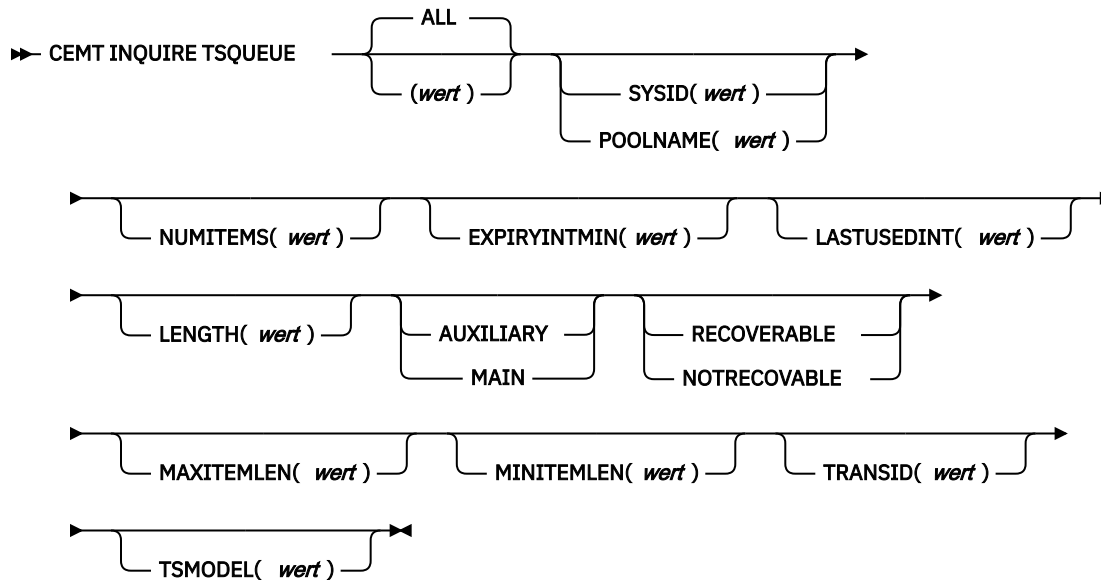 ALL
CEMT INQUIRE TSQUEUE
(wert )
SYSID( wert )
POOLNAME( wert )
NUMITEMS( wert ) EXPIRYINTMIN( wert ) LASTUSEDINT( wert )
LENGTH( wert ) AUXILIARY RECOVERABLE
MAIN NOTRECOVABLE
MAXITEMLEN( wert ) MINITEMLEN( wert ) TRANSID( wert )
TSMODEL( wert )